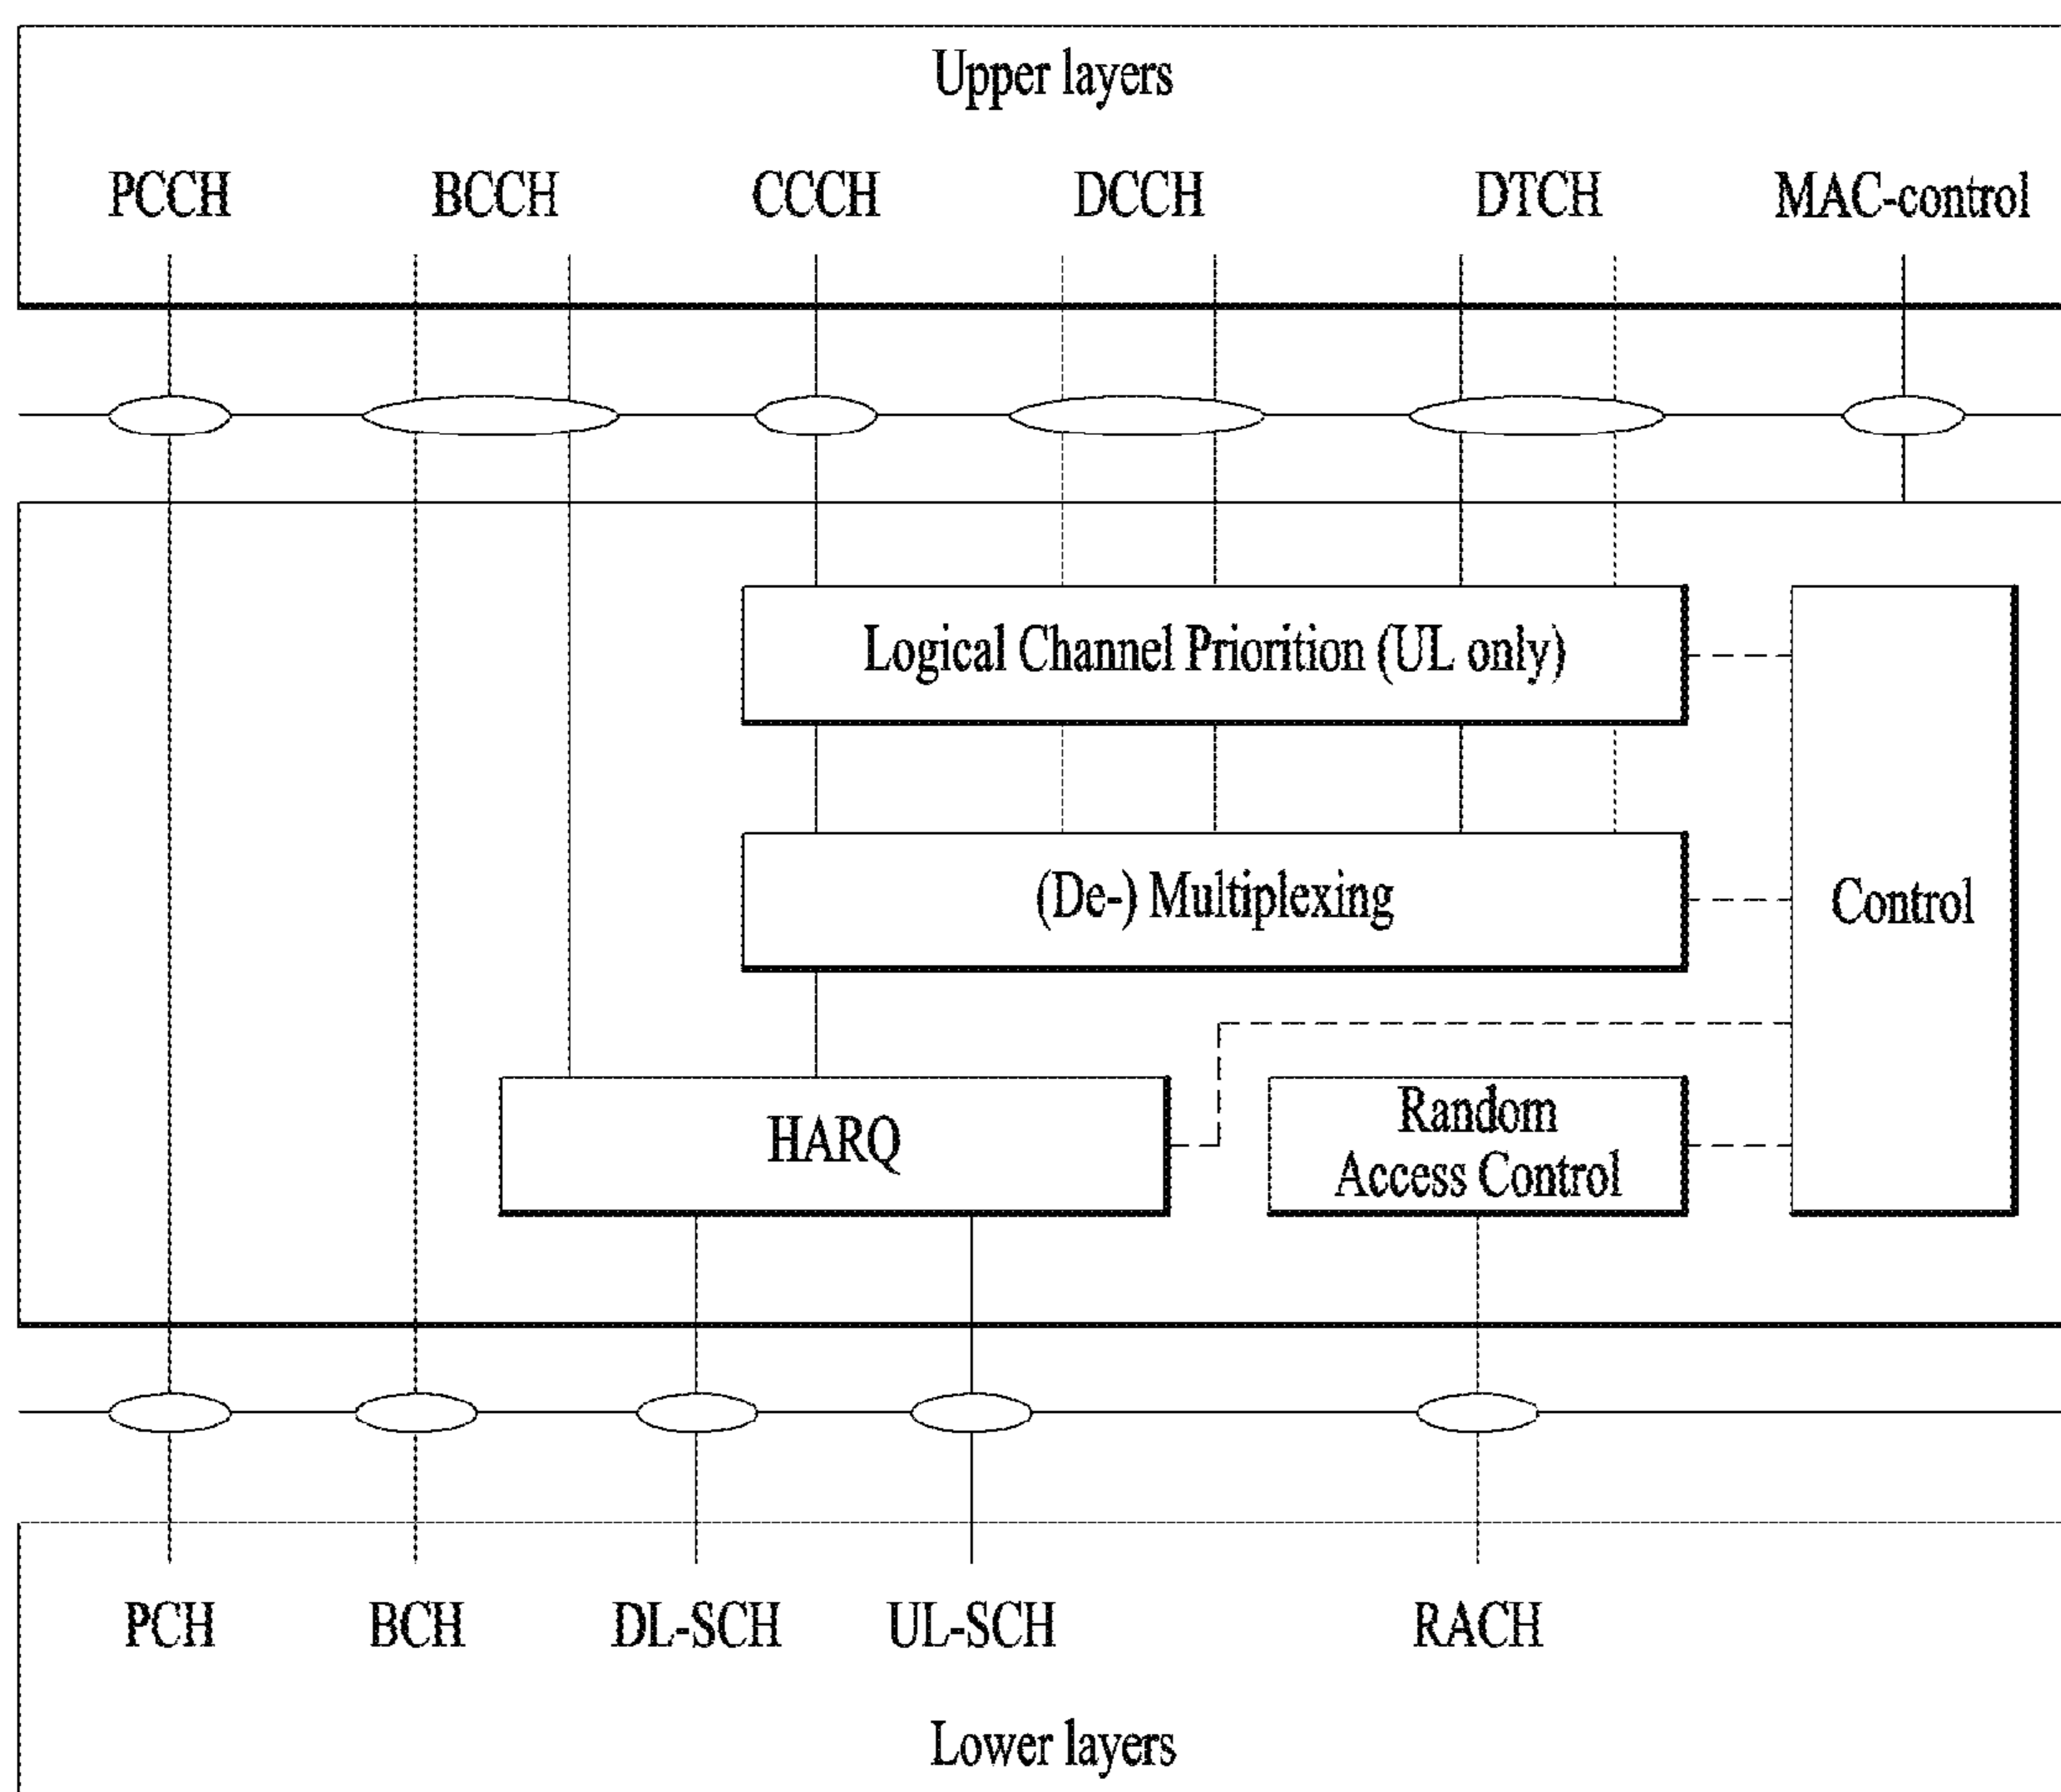 Upper layers
PCCH
BCCH
CCCH
DCCH
DTCH
MAC-control
Logical Channel Priorition (UL only)
(De-) Multiplexing
Control
HARQ
Random
Access Control
PCH
BCH
DL-SCH
UL-SCH
RACH
Lower layers